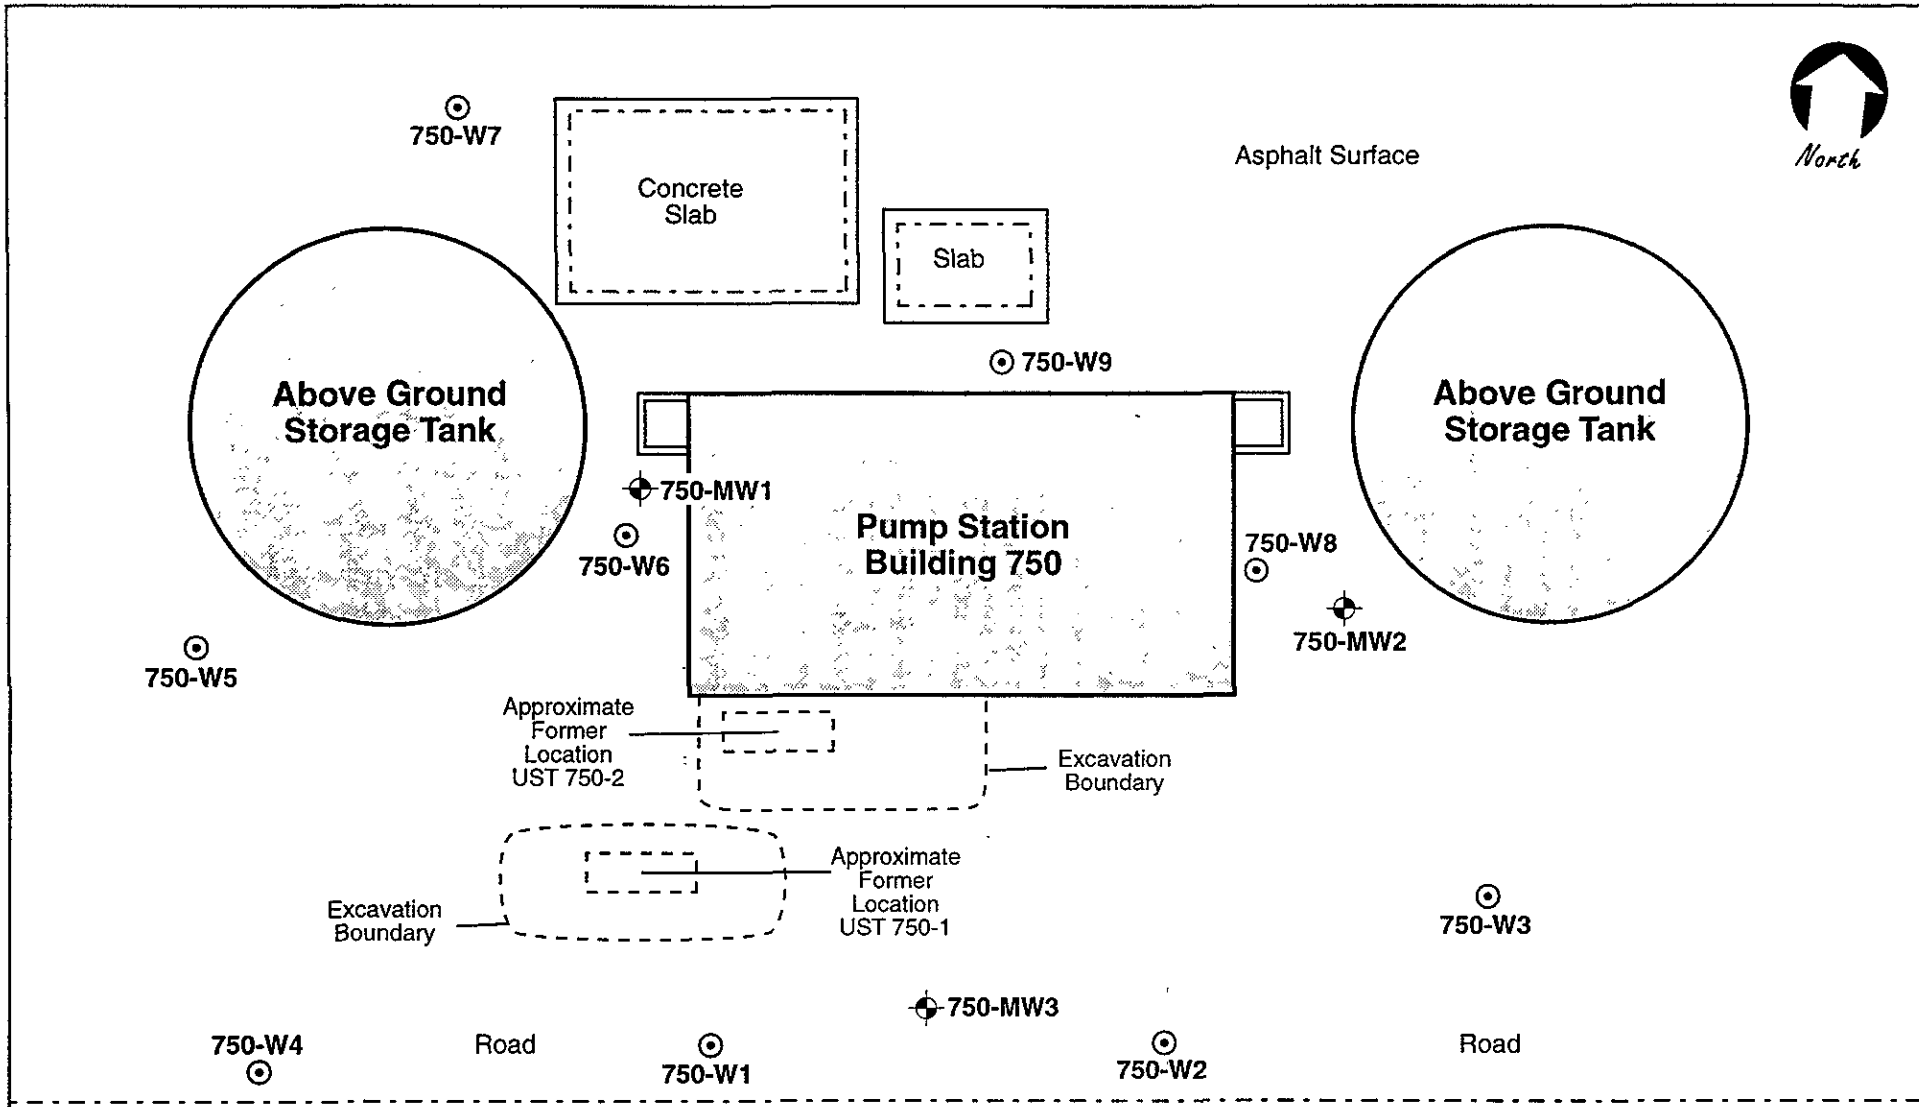 750-W7
Concrete
Slab
Asphalt Surface
North
Slab
750-W9
Above Ground
Storage Tank
Above Ground
Storage Tank
750-MW1
Pump Station
Building 750
750-W6
750-W8
750-MW2
750-W5
Approximate
Former
Location
UST 750-2
Excavation
Boundary
Approximate
Former
Location
UST 750-1
Excavation
Boundary
750-W3
750-MW3
750-W4
Road
750-W1
750-W2
Road